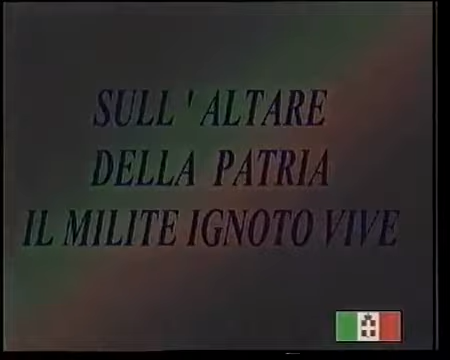 SULL ' ALTARE
DELLA PATRIA
IL MILITE IGNOTO VIVE